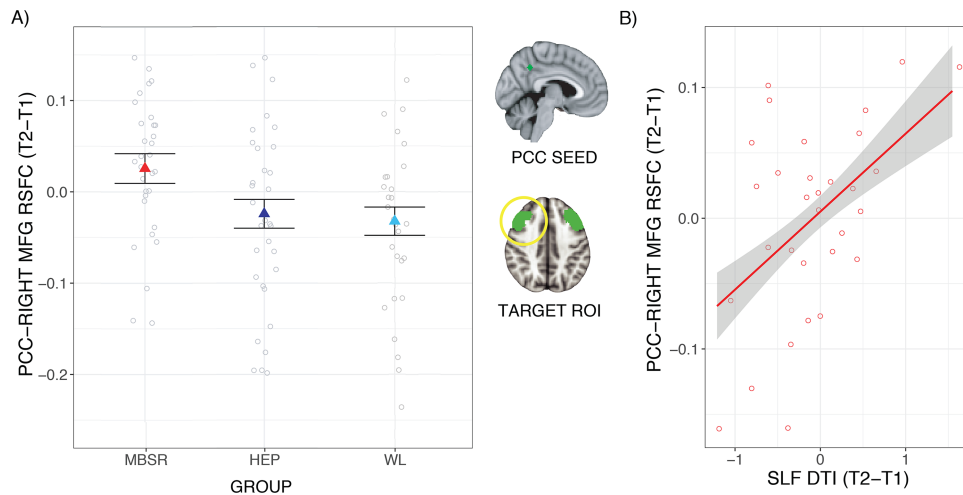 A)
PCC−RIGHT MFG RSFC (T2−T1)
0.1
0.0
−0.1
−0.2
MBSR HEP WL
GROUP
PCC SEED
TARGET ROI
B)
PCC−RIGHT MFG RSFC (T2−T1)
0.1
0.0
−0.1
−1 0 1
SLF DTI (T2−T1)